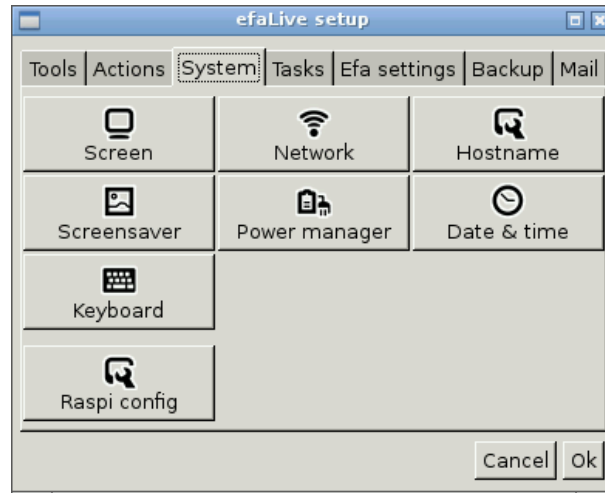 efaLive setup
Tools Actions System Tasks Efa settings Backup Mail
Screen Network Hostname
Screensaver Power manager Date & time
Keyboard
Raspi config
Cancel Ok